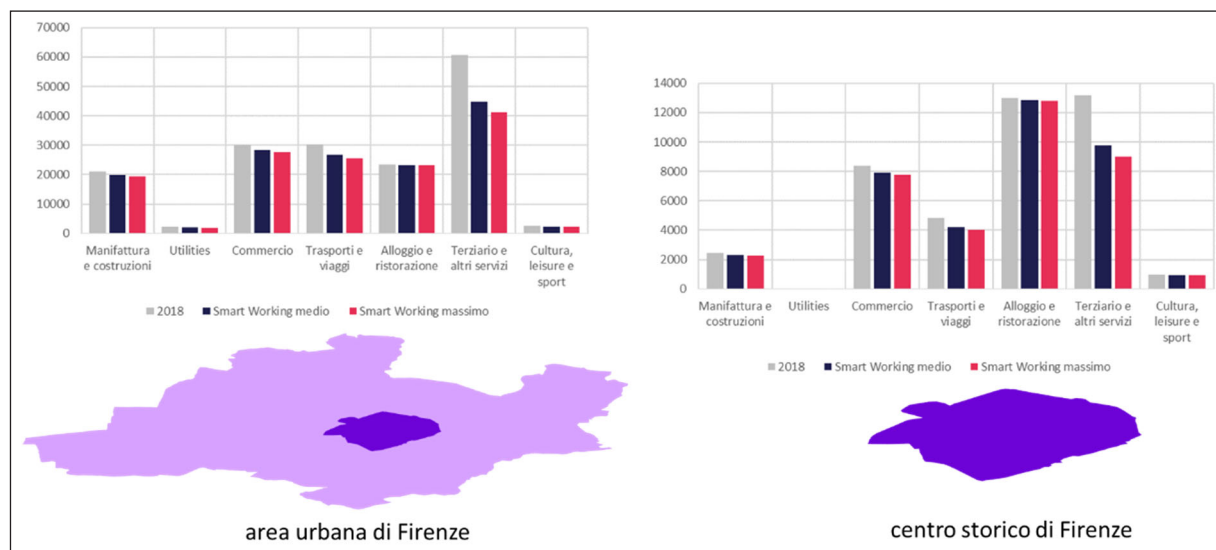 70000
60000
50000
40000
30000
20000
10000
0
Manifattura
e costruzioni
Utilities
Commercio
Trasporti e
viaggi
Alloggio e
ristorazione
Terziario e
altri servizi
Cultura,
leisure e
sport
2018
Smart Working medio
Smart Working massimo
area urbana di Firenze
14000
12000
10000
8000
6000
4000
2000
0
Manifattura e
costruzioni
Utilities
Commercio
Trasporti e
viaggi
Alloggio e
ristorazione
Terziario e
altri servizi
Cultura,
leisure e
sport
2018
Smart Working medio
Smart Working massimo
centro storico di Firenze